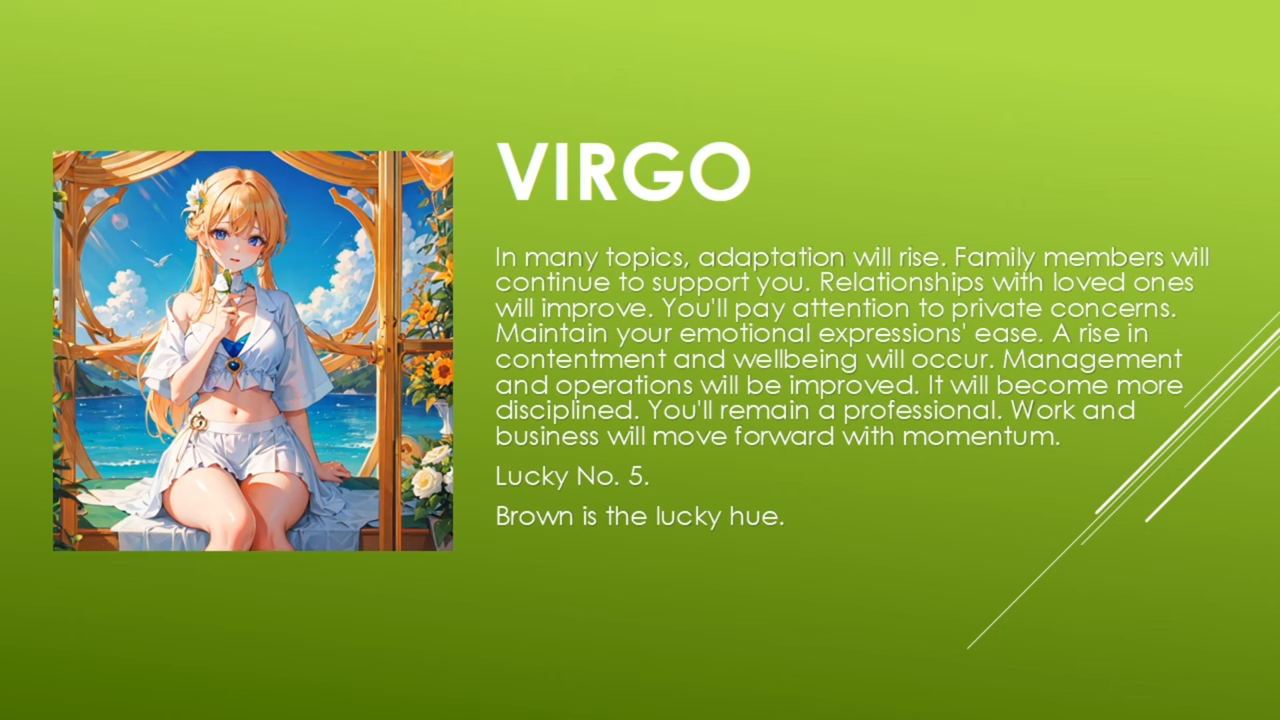 VIRGO
In many topics, adaptation will rise. Family members will
continue to support you. Relationships with loved ones
will improve. You'll pay attention to private concerns.
Maintain your emotional expressions' ease. A rise in
contentment and wellbeing will occur. Management
and operations will be improved. It will become more
disciplined. You'll remain a professional. Work and
business will move forward with momentum.
Lucky No. 5.
Brown is the lucky hue.